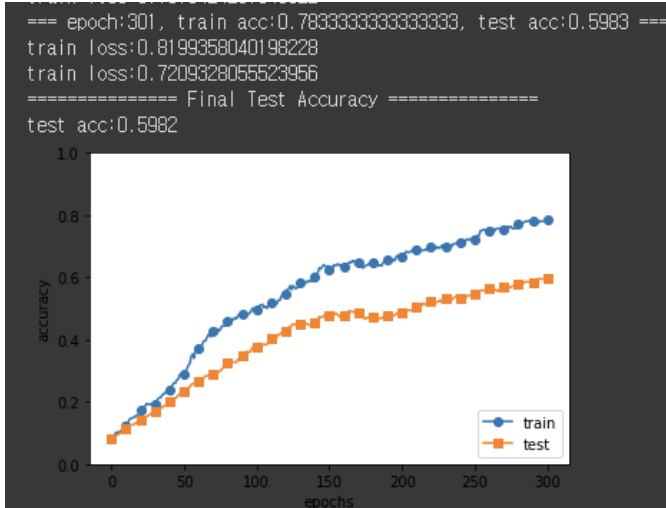 === epoch:301, train acc:0.7833333333333333, test acc:0.5983 ===
train loss:0.8199358040198228
train loss:0.7209328055523956
=============== Final Test Accuracy ===============
test acc:0.5982
1.0
0.8
0.6
0.4
0.2
0.0
accuracy
train
test
0 50 100 150 200 250 300
epochs